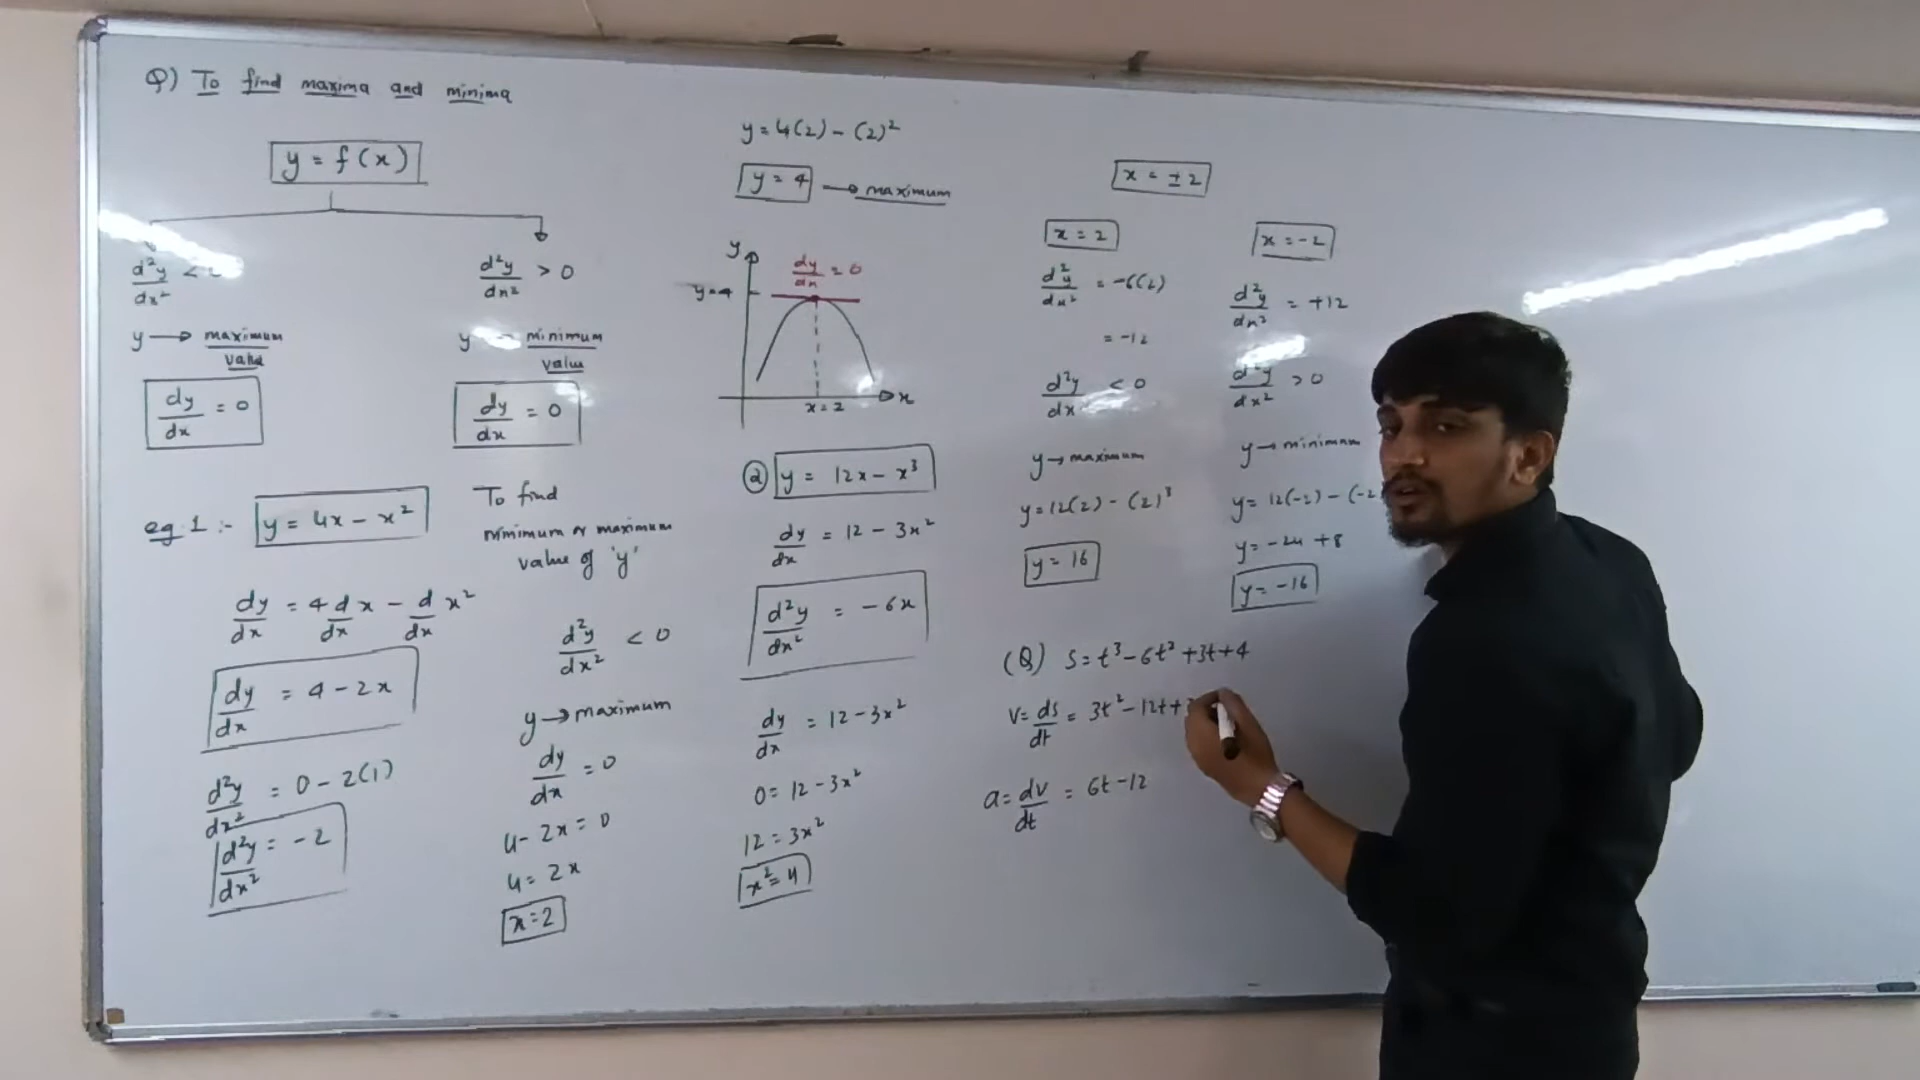 Q) To find maxima and minima
y = f(x)
d²y/dx² <
y → maximum
value
dy/dx = 0
d²y/dx² > 0
y → minimum
value
dy/dx = 0
eg 1 :- y = 4x - x²
dy/dx = 4 d/dx x - d/dx x²
dy/dx = 4 - 2x
d²y/dx² = 0 - 2(1)
d²y/dx² = -2
To find
minimum or maximum
value of 'y'
d²y/dx² < 0
y → maximum
dy/dx = 0
4 - 2x = 0
4 = 2x
x = 2
y = 4(2) - (2)²
y = 4 → maximum
y
dy/dx = 0
y = 4
x = 2
x
② y = 12x - x³
dy/dx = 12 - 3x²
d²y/dx² = -6x
dy/dx = 12 - 3x²
0 = 12 - 3x²
12 = 3x²
x² = 4
x = ±2
x = 2
d²y/dx² = -6(2)
= -12
d²y/dx < 0
y → maximum
y = 12(2) - (2)³
y = 16
x = -2
d²y/dx² = +12
d²y/dx² > 0
y → minimum
y = 12(-2) - (-2
y = -24 + 8
y = -16
(Q) S = t³ - 6t² + 3t + 4
V = ds/dt = 3t² - 12t + 3
a = dv/dt = 6t - 12